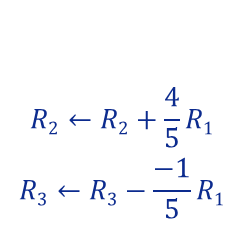 R₂ ← R₂ + 4/5 R₁
R₃ ← R₃ − −1/5 R₁